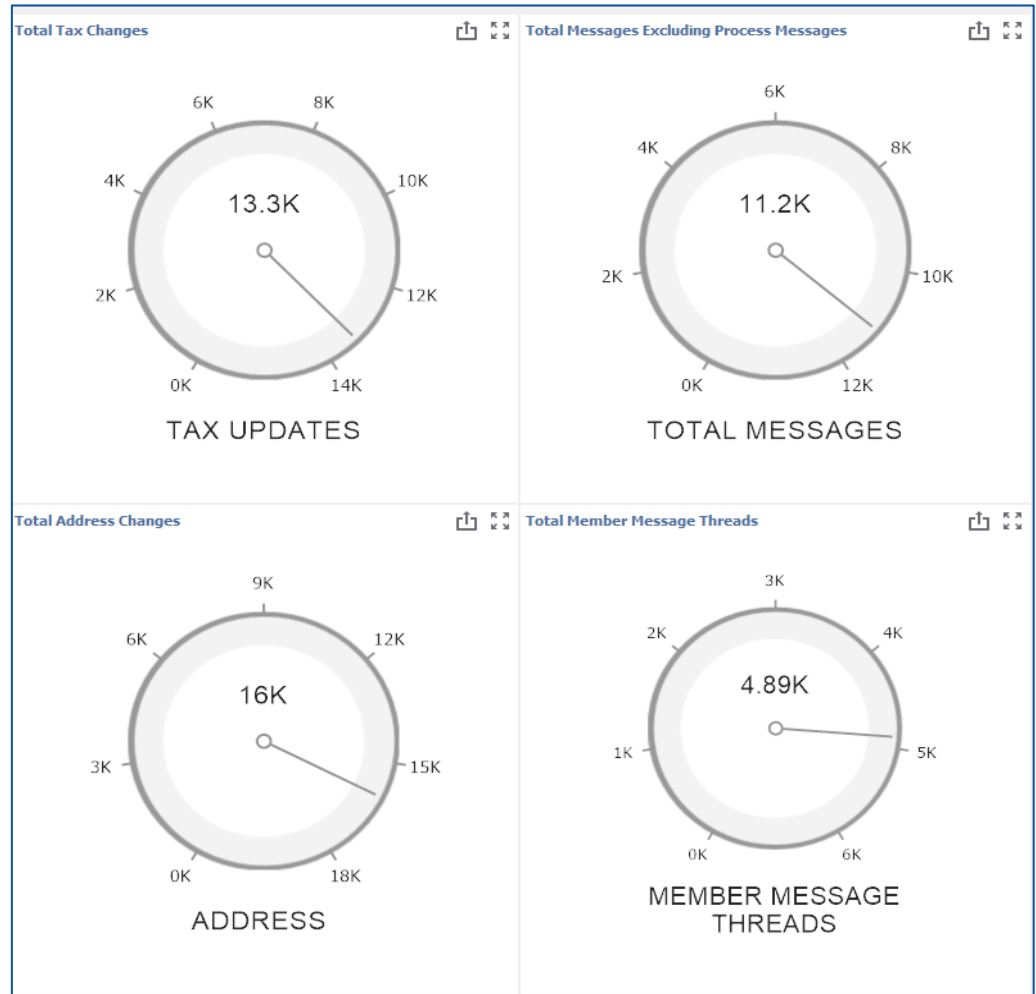 Total Tax Changes
6K 8K
4K 10K
13.3K
2K 12K
0K 14K
TAX UPDATES
Total Messages Excluding Process Messages
6K
4K 8K
11.2K
2K 10K
0K 12K
TOTAL MESSAGES
Total Address Changes
9K
6K 12K
16K
3K 15K
0K 18K
ADDRESS
Total Member Message Threads
3K
2K 4K
4.89K
1K 5K
0K 6K
MEMBER MESSAGE
THREADS